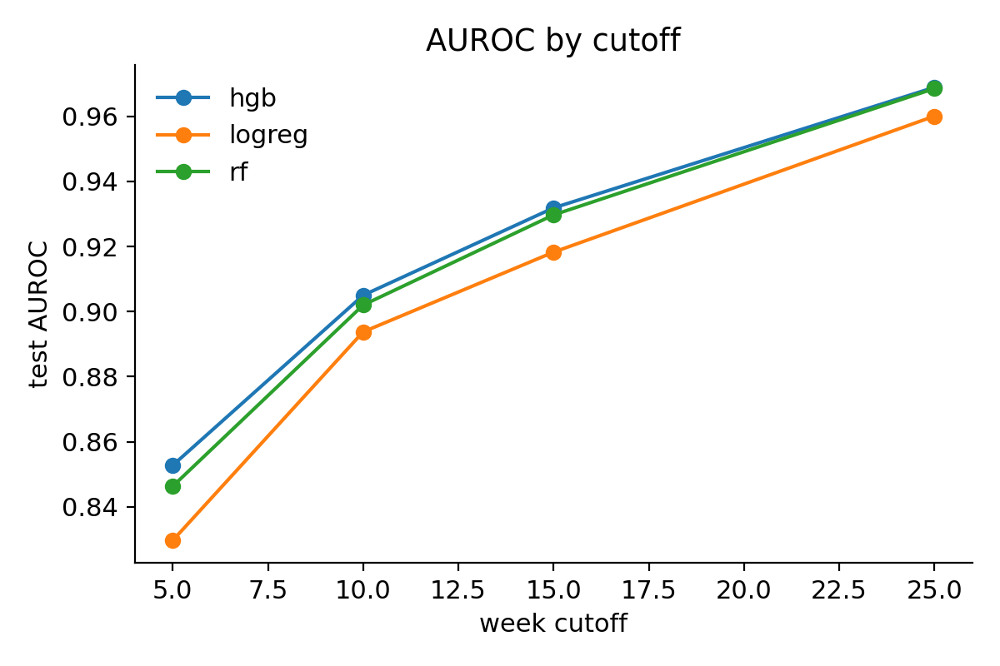 AUROC by cutoff
hgb
logreg
rf
0.96
0.94
0.92
0.90
0.88
0.86
0.84
test AUROC
5.0 7.5 10.0 12.5 15.0 17.5 20.0 22.5 25.0
week cutoff